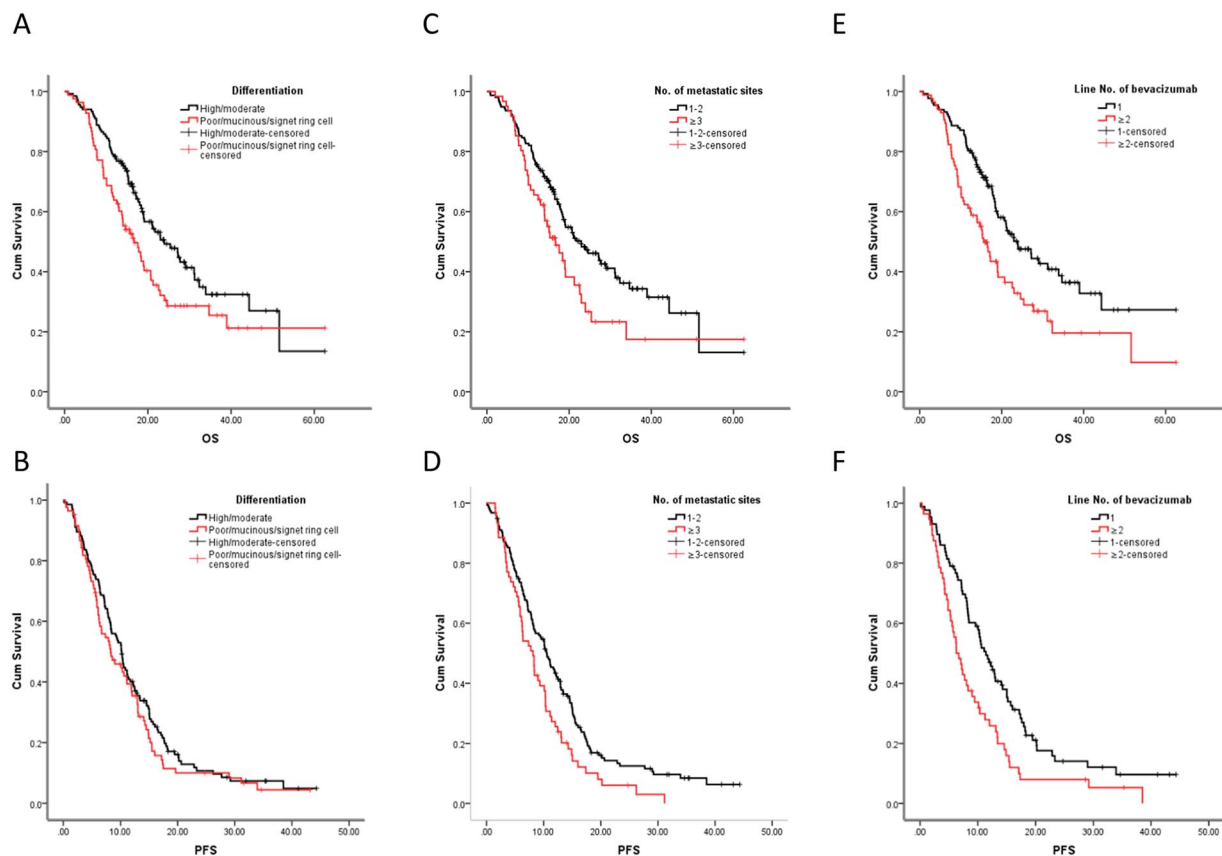 A
Differentiation
High/moderate
Poor/mucinous/signet ring cell
High/moderate-censored
Poor/mucinous/signet ring cell-
censored
Cum Survival
1.0
0.8
0.6
0.4
0.2
0.0
.00 20.00 40.00 60.00
OS
C
No. of metastatic sites
1-2
≥3
1-2-censored
≥3-censored
Cum Survival
1.0
0.8
0.6
0.4
0.2
0.0
.00 20.00 40.00 60.00
OS
E
Line No. of bevacizumab
1
≥2
1-censored
≥2-censored
Cum Survival
1.0
0.8
0.6
0.4
0.2
0.0
.00 20.00 40.00 60.00
OS
B
Differentiation
High/moderate
Poor/mucinous/signet ring cell
High/moderate-censored
Poor/mucinous/signet ring cell-
censored
Cum Survival
1.0
0.8
0.6
0.4
0.2
0.0
.00 10.00 20.00 30.00 40.00 50.00
PFS
D
No. of metastatic sites
1-2
≥3
1-2-censored
≥3-censored
Cum Survival
1.0
0.8
0.6
0.4
0.2
0.0
.00 10.00 20.00 30.00 40.00 50.00
PFS
F
Line No. of bevacizumab
1
≥2
1-censored
≥2-censored
Cum Survival
1.0
0.8
0.6
0.4
0.2
0.0
.00 10.00 20.00 30.00 40.00 50.00
PFS